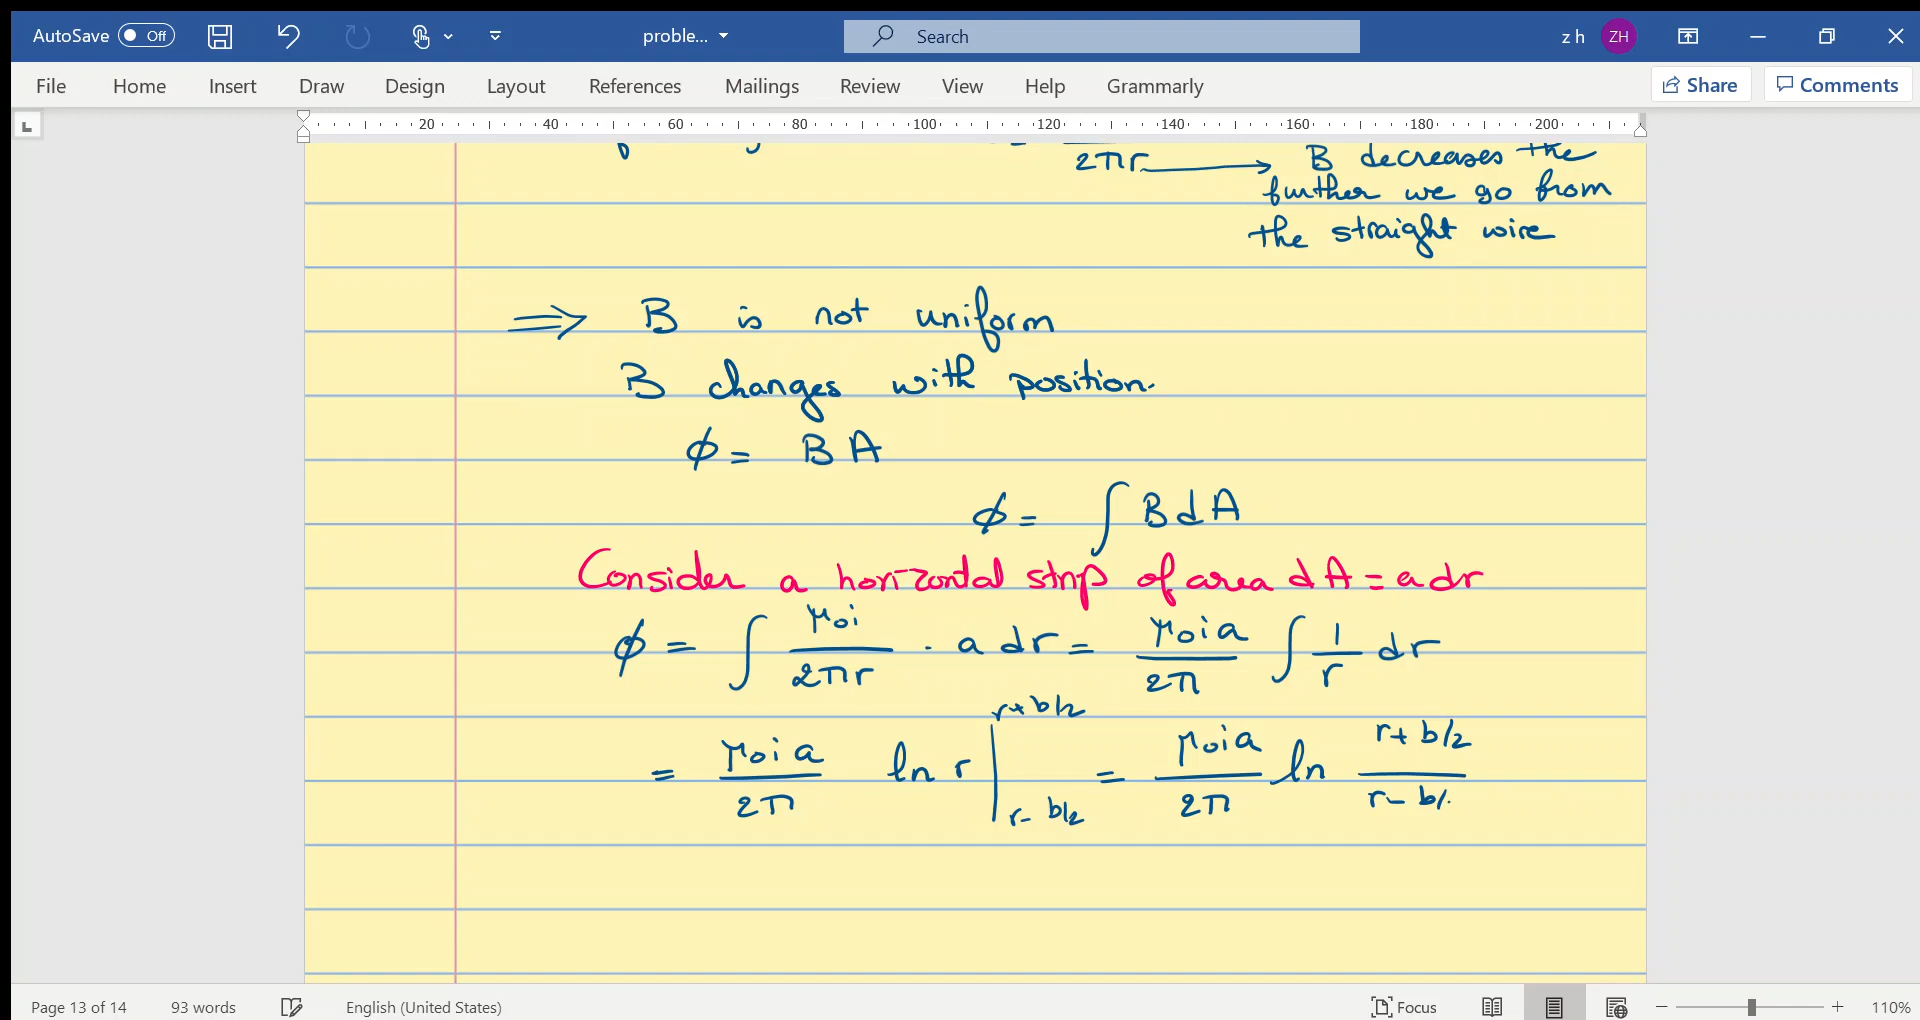 AutoSave Off proble... Search z h ZH
File Home Insert Draw Design Layout References Mailings Review View Help Grammarly Share Comments
20 40 60 80 100 120 140 160 180 200
2πr → B decreases the
further we go from
the straight wire
⟹ B is not uniform
B changes with position.
ϕ = BA
ϕ = ∫ B dA
Consider a horizontal strip of area dA = a dr
ϕ = ∫ μ₀i / 2πr · a dr = μ₀ia / 2π ∫ 1/r dr
= μ₀ia / 2π ln r | r+b/2 r-b/2 = μ₀ia / 2π ln r+b/2 / r-b/
Page 13 of 14 93 words English (United States) Focus 110%